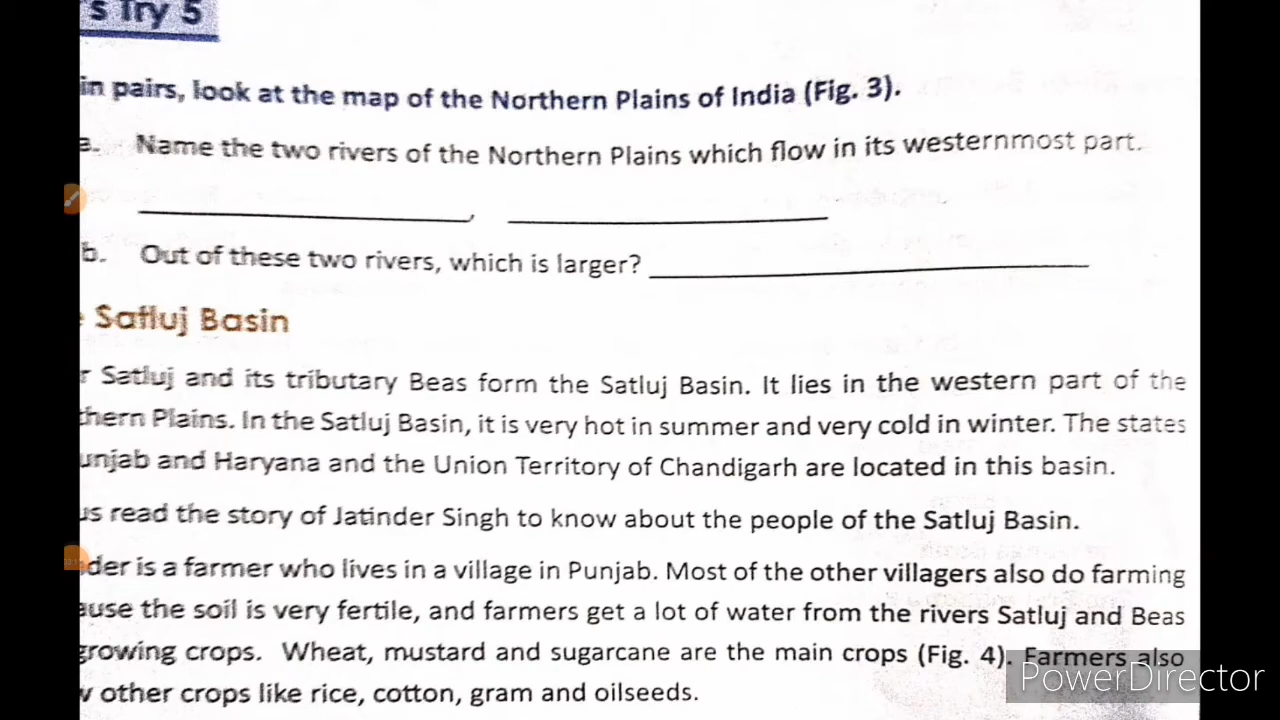 's Try 5
in pairs, look at the map of the Northern Plains of India (Fig. 3).
a. Name the two rivers of the Northern Plains which flow in its westernmost part.
b. Out of these two rivers, which is larger?
Satluj Basin
r Satluj and its tributary Beas form the Satluj Basin. It lies in the western part of the
thern Plains. In the Satluj Basin, it is very hot in summer and very cold in winter. The states
unjab and Haryana and the Union Territory of Chandigarh are located in this basin.
us read the story of Jatinder Singh to know about the people of the Satluj Basin.
der is a farmer who lives in a village in Punjab. Most of the other villagers also do farming
ause the soil is very fertile, and farmers get a lot of water from the rivers Satluj and Beas
growing crops. Wheat, mustard and sugarcane are the main crops (Fig. 4). Farmers also
w other crops like rice, cotton, gram and oilseeds.
PowerDirector